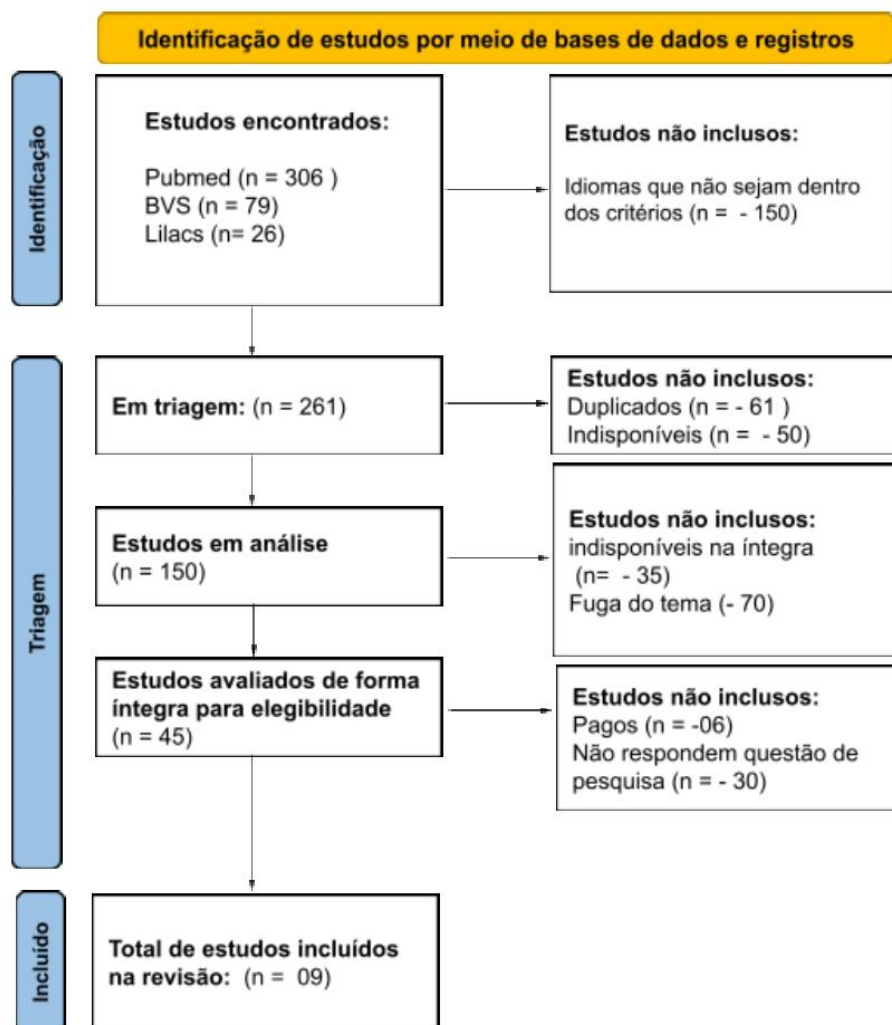 Identificação de estudos por meio de bases de dados e registros
Identificação
Estudos encontrados:
Pubmed (n = 306 )
BVS (n = 79)
Lilacs (n= 26)
Estudos não inclusos:
Idiomas que não sejam dentro
dos critérios (n =  - 150)
Triagem
Em triagem: (n = 261)
Estudos não inclusos:
Duplicados (n = - 61 )
Indisponíveis (n =  - 50)
Estudos em análise
(n = 150)
Estudos não inclusos:
indisponíveis na íntegra
(n=  - 35)
Fuga do tema (- 70)
Estudos avaliados de forma
íntegra para elegibilidade
(n = 45)
Estudos não inclusos:
Pagos (n = -06)
Não respondem questão de
pesquisa (n = - 30)
Incluído
Total de estudos incluídos
na revisão:  (n =  09)